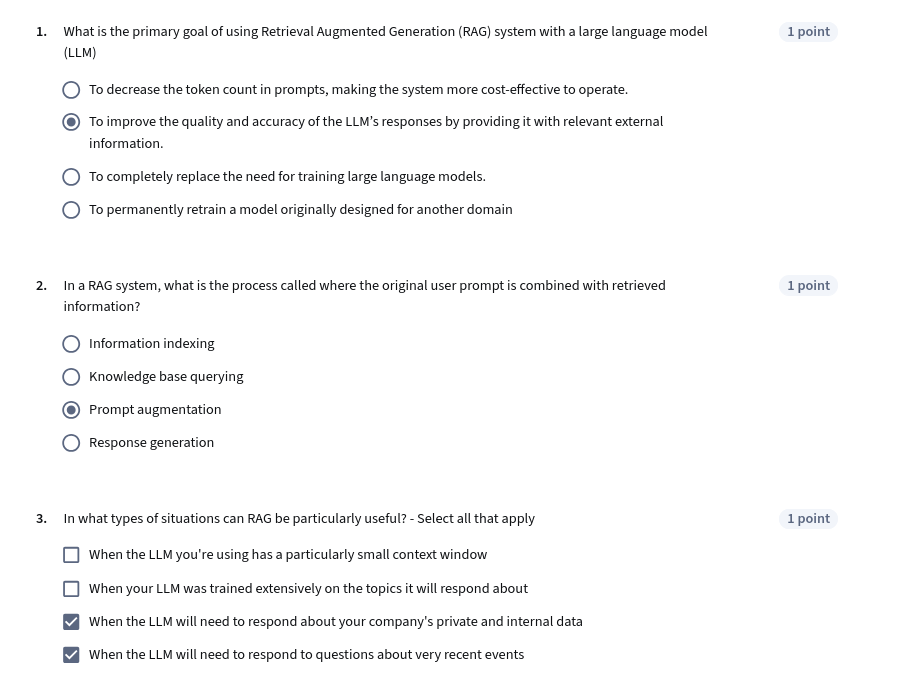 1. What is the primary goal of using Retrieval Augmented Generation (RAG) system with a large language model 1 point
(LLM)
To decrease the token count in prompts, making the system more cost-effective to operate.
To improve the quality and accuracy of the LLM’s responses by providing it with relevant external
information.
To completely replace the need for training large language models.
To permanently retrain a model originally designed for another domain
2. In a RAG system, what is the process called where the original user prompt is combined with retrieved 1 point
information?
Information indexing
Knowledge base querying
Prompt augmentation
Response generation
3. In what types of situations can RAG be particularly useful? - Select all that apply 1 point
When the LLM you're using has a particularly small context window
When your LLM was trained extensively on the topics it will respond about
When the LLM will need to respond about your company's private and internal data
When the LLM will need to respond to questions about very recent events